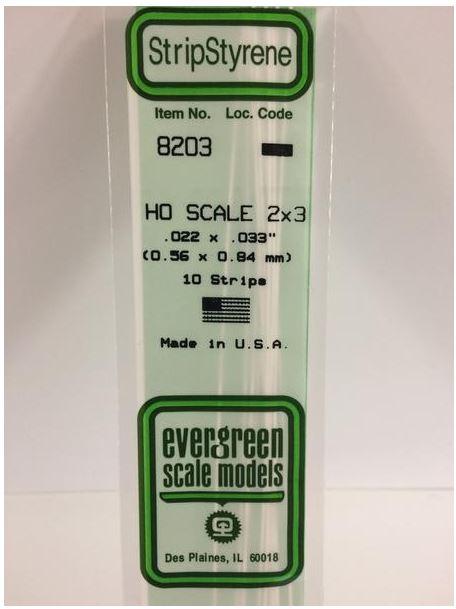 StripStyrene
Item No. Loc. Code
8203
HO SCALE 2x3
.022 x .033"
(0.56 x 0.84 mm)
10 Strips
Made in U.S.A.
evergreen
scale models
Des Plaines, IL 60018